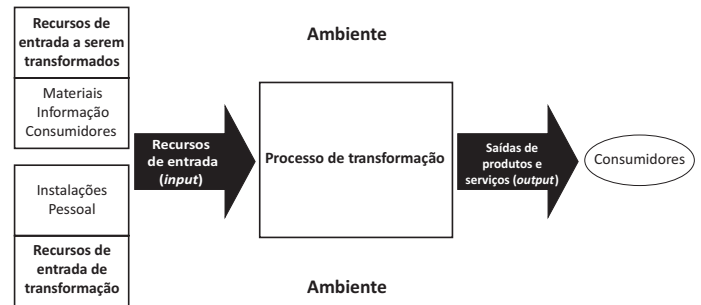 Recursos de
entrada a serem
transformados
Materiais
Informação
Consumidores
Instalações
Pessoal
Recursos de
entrada de
transformação
Recursos
de entrada
(input)
Ambiente
Processo de transformação
Ambiente
Saídas de
produtos e
serviços (output)
Consumidores